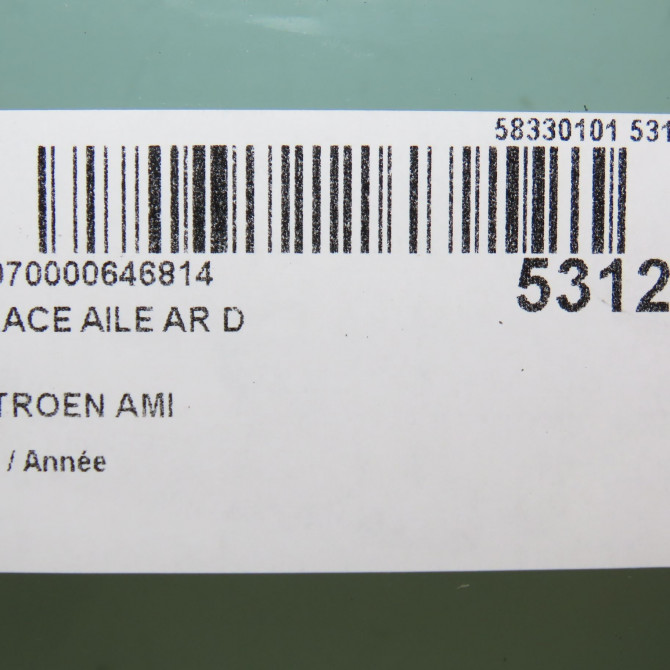 58330101 531
070000646814
5312
ACE AILE AR D
TROEN AMI
/ Année